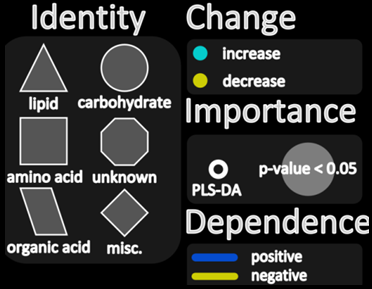 Identity
lipid
carbohydrate
amino acid
unknown
organic acid
misc.
Change
increase
decrease
Importance
PLS-DA
p-value < 0.05
Dependence
positive
negative